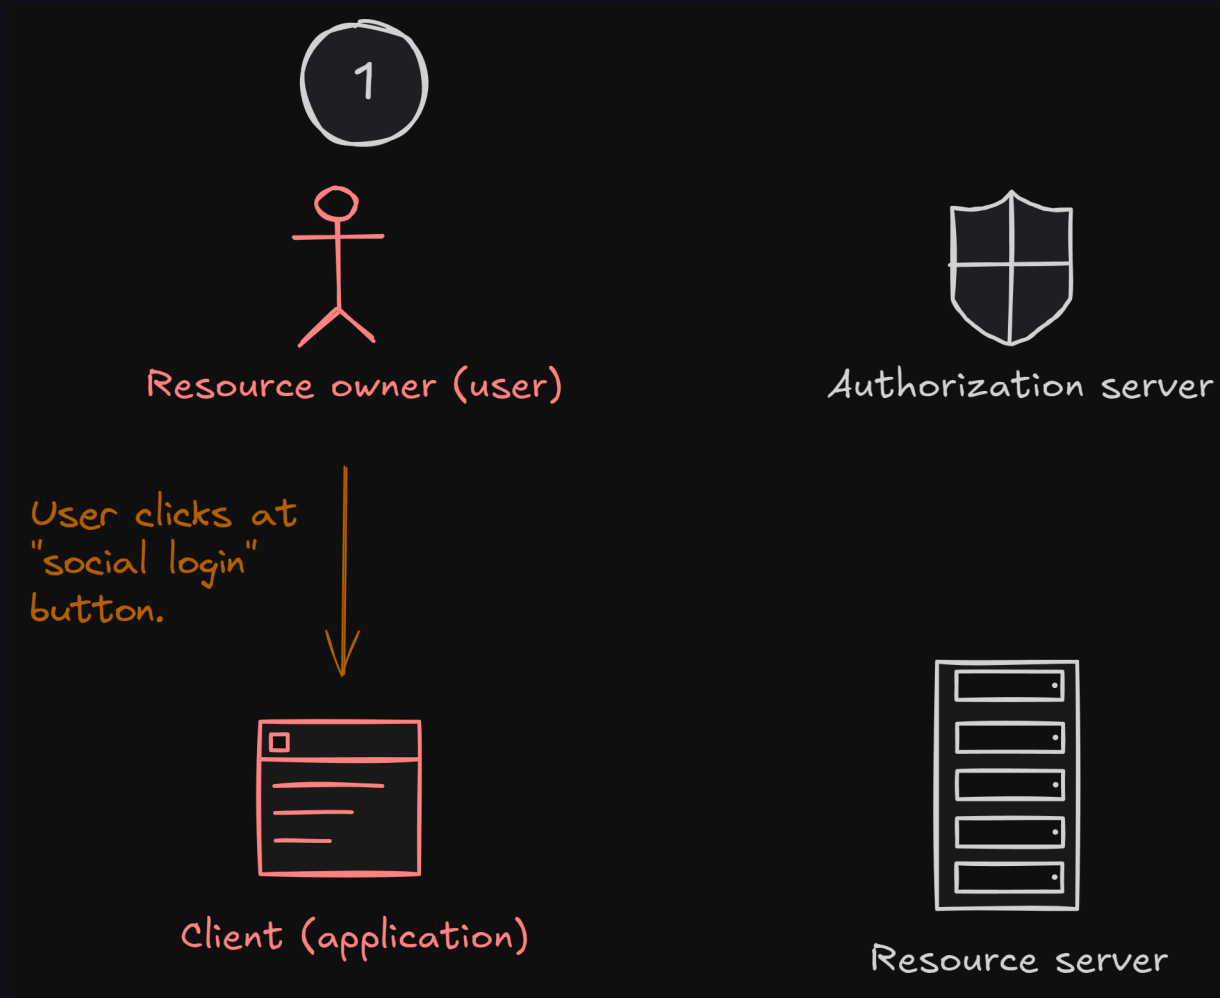 1
Resource owner (user)
Authorization server
User clicks at
"social login"
button.
Client (application)
Resource server